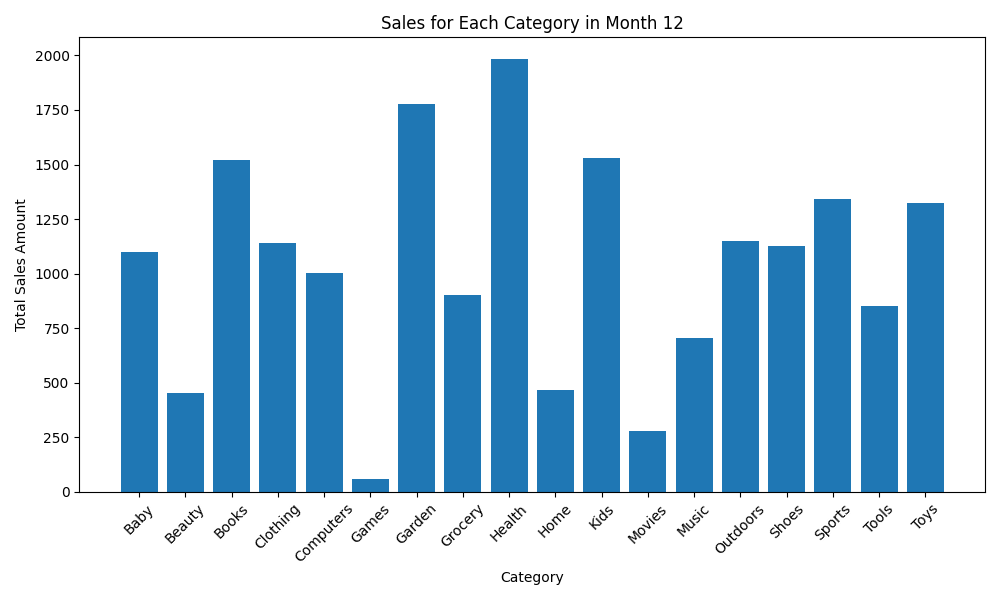 Sales for Each Category in Month 12
Total Sales Amount
2000
1750
1500
1250
1000
750
500
250
0
Baby
Beauty
Books
Clothing
Computers
Games
Garden
Grocery
Health
Home
Kids
Movies
Music
Outdoors
Shoes
Sports
Tools
Toys
Category